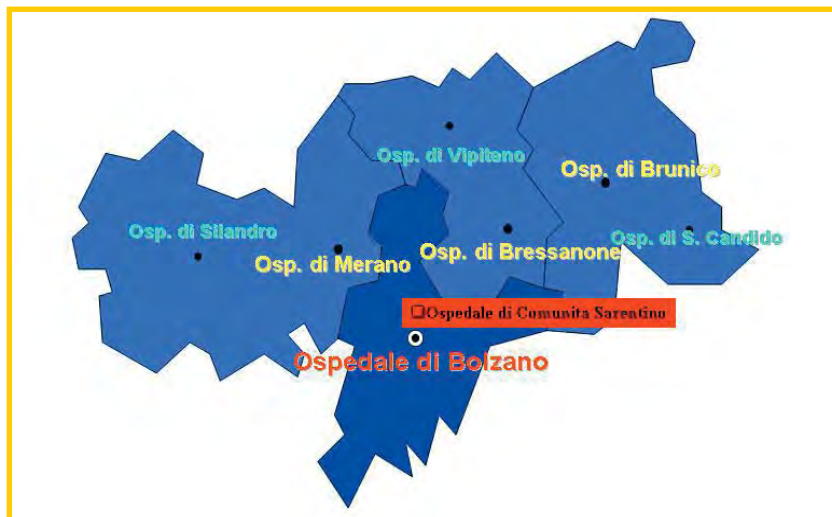 Osp. di Vipiteno
Osp. di Brunico
Osp. di Silandro
Osp. di S. Candido
Osp. di Merano
Osp. di Bressanone
❑Ospedale di Comunita Sarentino
Ospedale di Bolzano